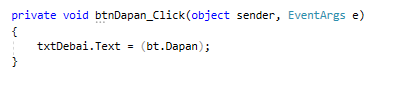 private void btnDapan_Click(object sender, EventArgs e)
{
txtDebai.Text = (bt.Dapan);
}